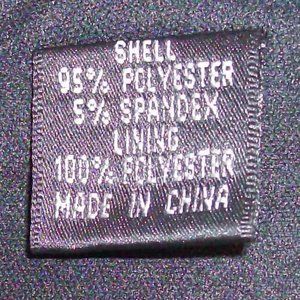 SHELL
95% POLYESTER
5% SPANDEX
LINING
100% POLYESTER
MADE IN CHINA